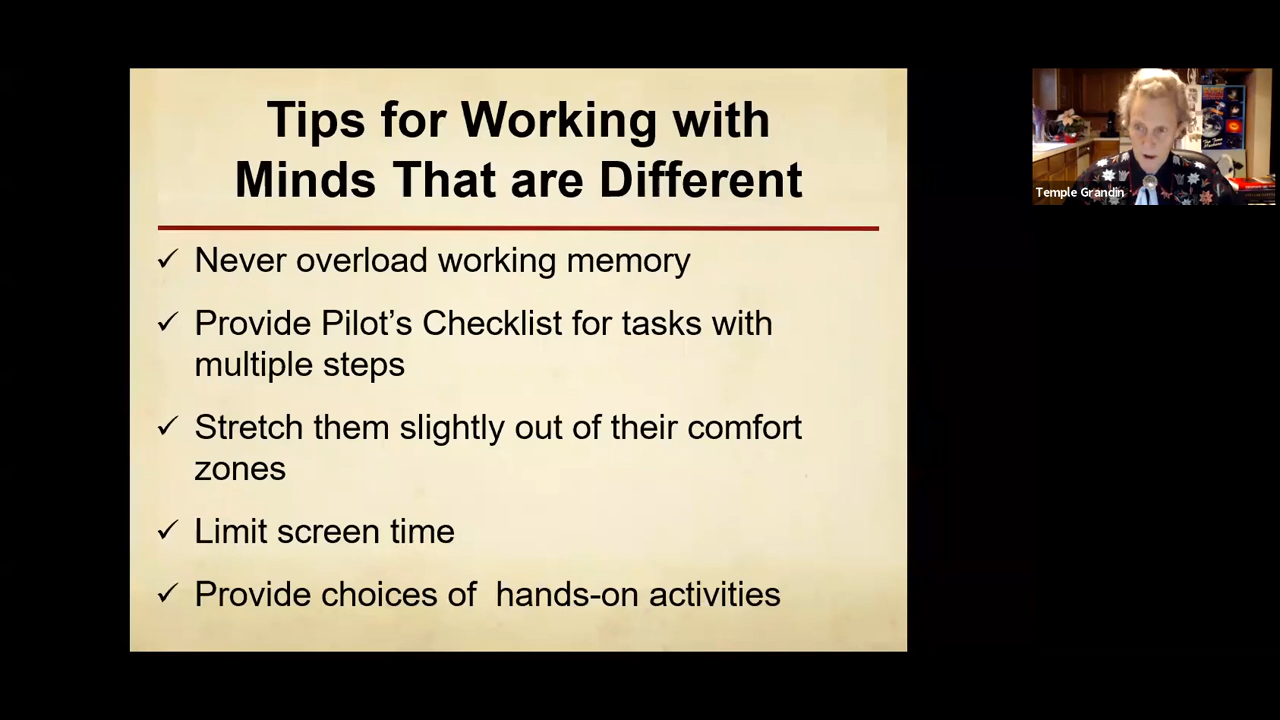 Tips for Working with
Minds That are Different
✓ Never overload working memory
✓ Provide Pilot’s Checklist for tasks with
multiple steps
✓ Stretch them slightly out of their comfort
zones
✓ Limit screen time
✓ Provide choices of  hands-on activities
Temple Grandin